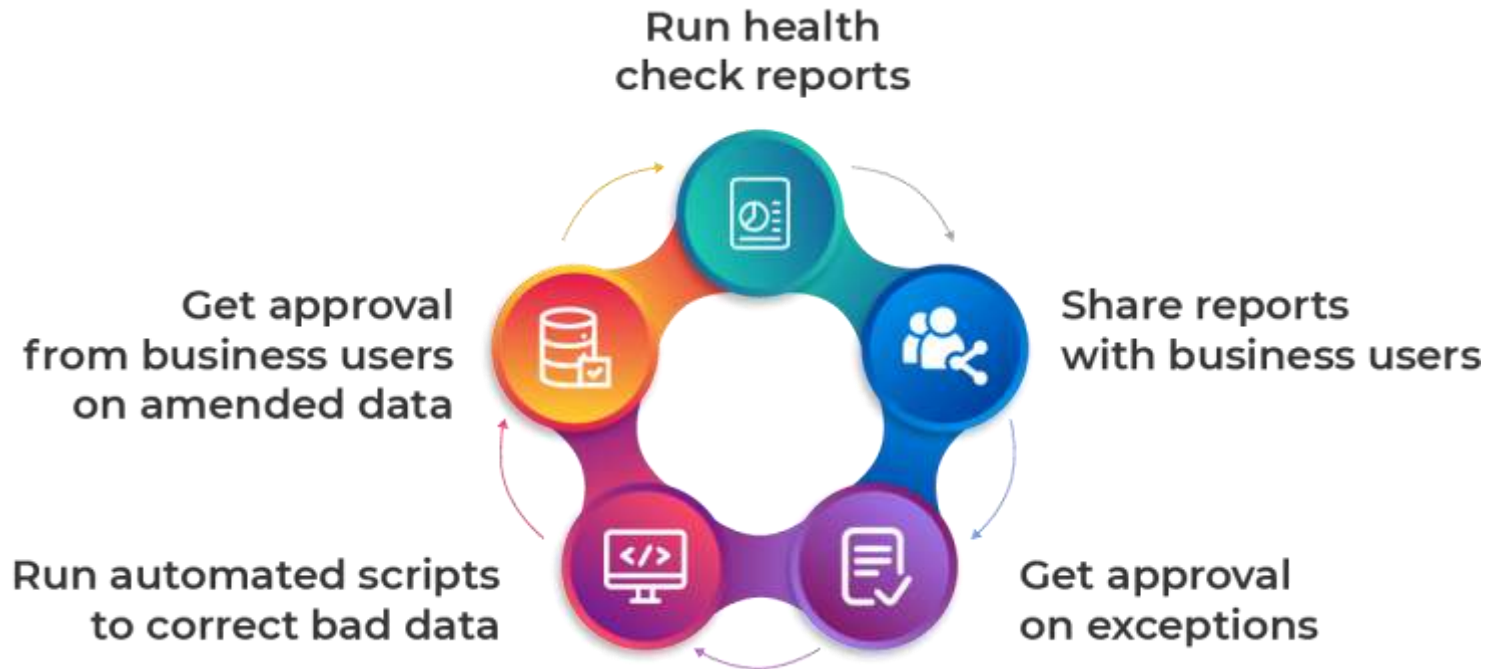 Run health
check reports
Share reports
with business users
Get approval
on exceptions
Run automated scripts
to correct bad data
Get approval
from business users
on amended data
</>